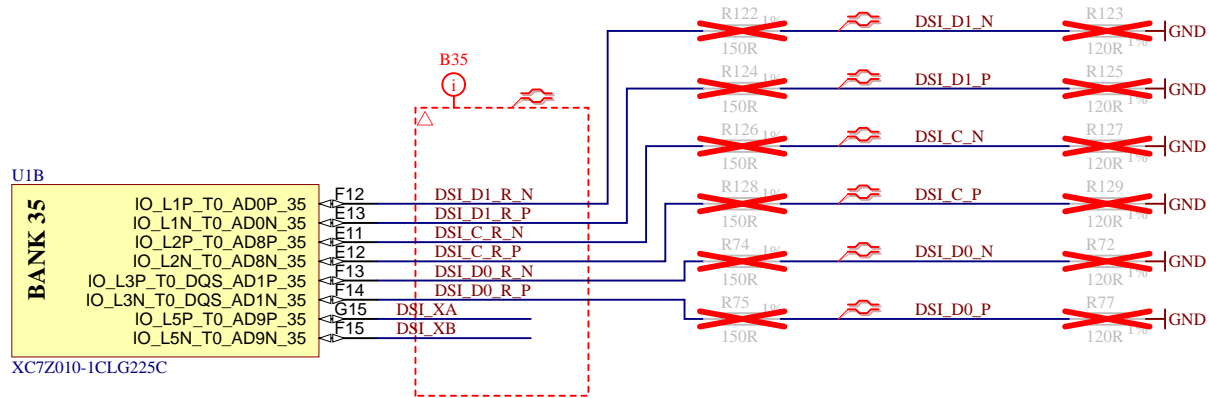 R122 1% DSI_D1_N R123 1%
150R 120R GND
R124 1% DSI_D1_P R125 1%
150R 120R GND
R126 1% DSI_C_N R127 1%
150R 120R GND
R128 1% DSI_C_P R129 1%
150R 120R GND
R74 1% DSI_D0_N R72 1%
150R 120R GND
R75 1% DSI_D0_P R77 1%
150R 120R GND
B35
i
U1B
BANK 35
IO_L1P_T0_AD0P_35 F12 DSI_D1_R_N
IO_L1N_T0_AD0N_35 E13 DSI_D1_R_P
IO_L2P_T0_AD8P_35 E11 DSI_C_R_N
IO_L2N_T0_AD8N_35 E12 DSI_C_R_P
IO_L3P_T0_DQS_AD1P_35 F13 DSI_D0_R_N
IO_L3N_T0_DQS_AD1N_35 F14 DSI_D0_R_P
IO_L5P_T0_AD9P_35 G15 DSI_XA
IO_L5N_T0_AD9N_35 F15 DSI_XB
XC7Z010-1CLG225C